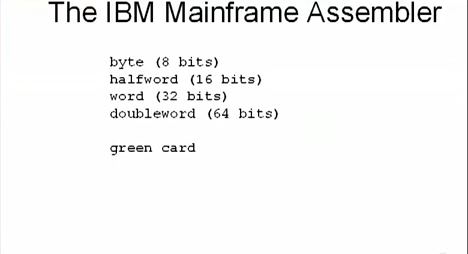 The IBM Mainframe Assembler
byte (8 bits)
halfword (16 bits)
word (32 bits)
doubleword (64 bits)
green card